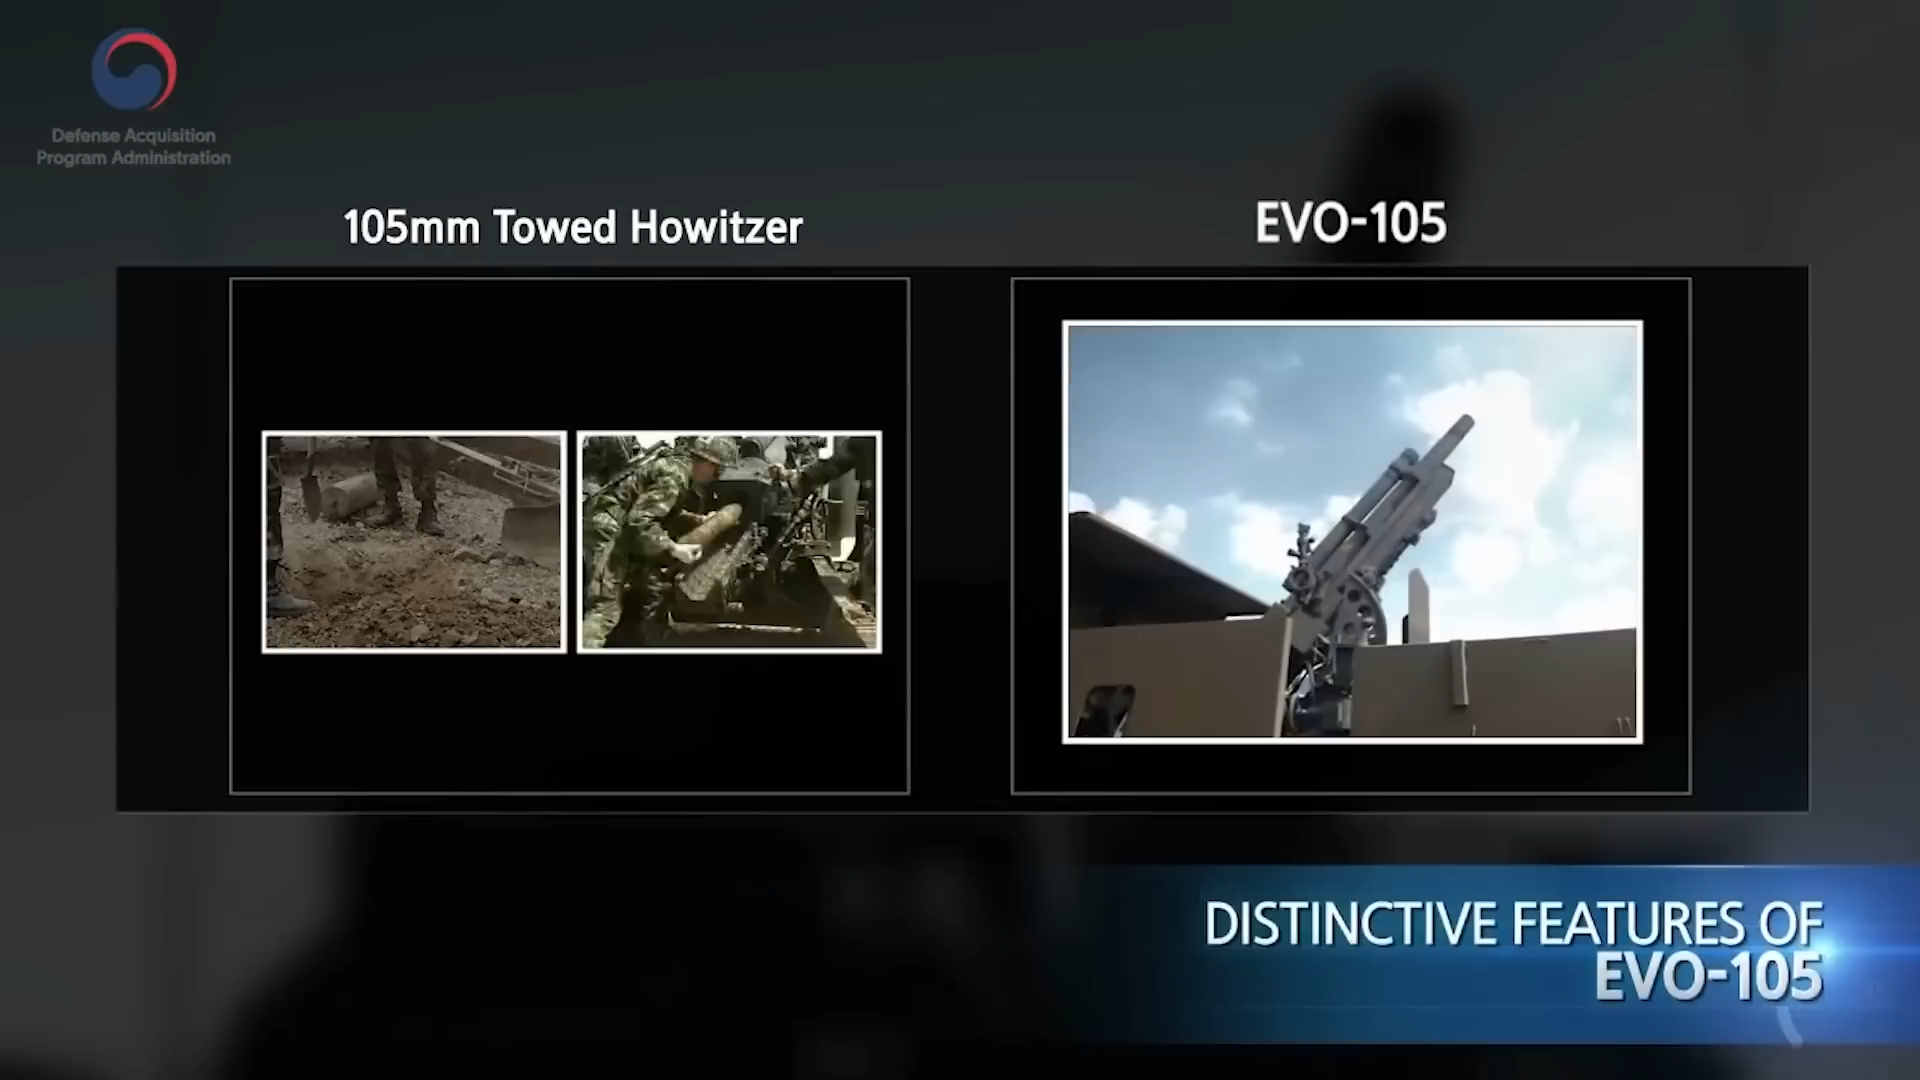 Defense Acquisition
Program Administration
105mm Towed Howitzer
EVO-105
DISTINCTIVE FEATURES OF
EVO-105